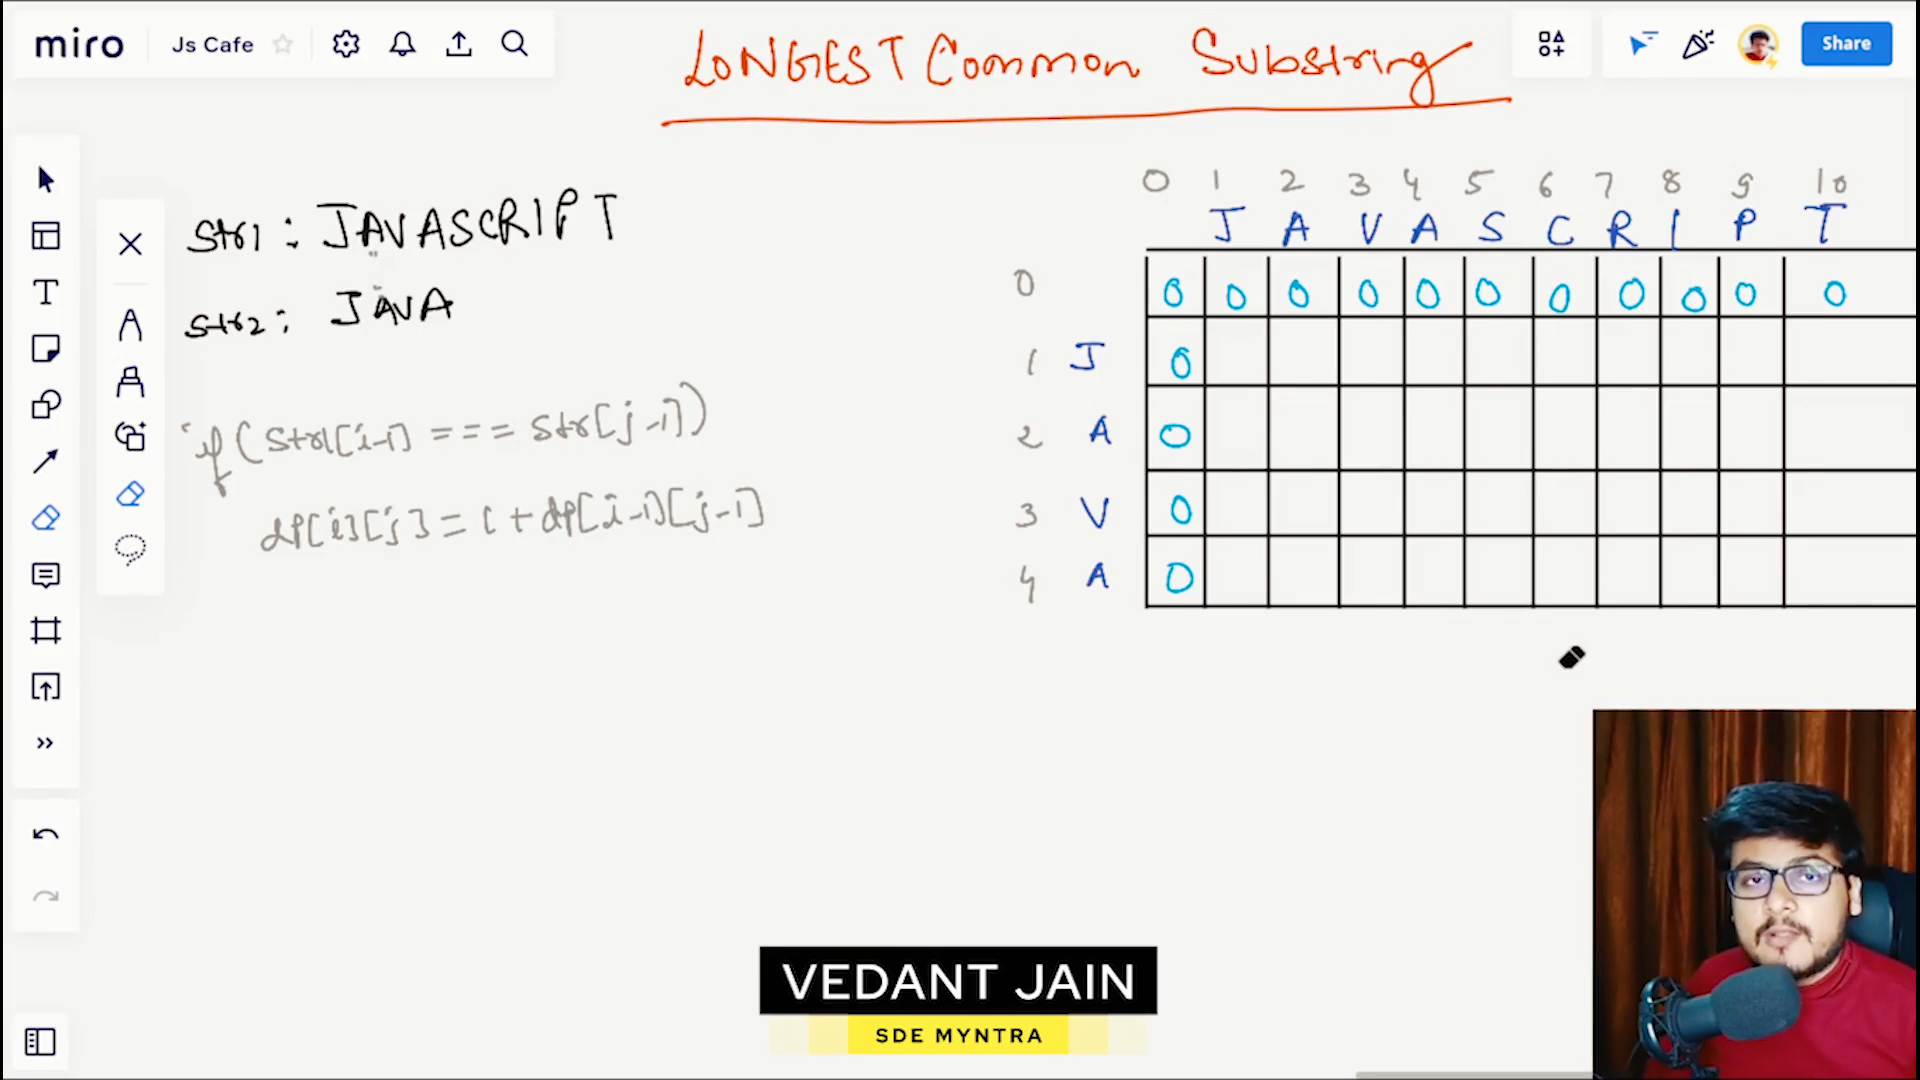 miro Js Cafe
LONGEST Common Substring
Share
str1 : JAVASCRIPT
str2 : JAVA
if (str1[i-1] === str[j-1])
dp[i][j] = 1 + dp[i-1][j-1]
0 1 2 3 4 5 6 7 8 9 10
J A V A S C R I P T
0 0 0 0 0 0 0 0 0 0 0 0
1 J 0
2 A 0
3 V 0
4 A 0
VEDANT JAIN
SDE MYNTRA